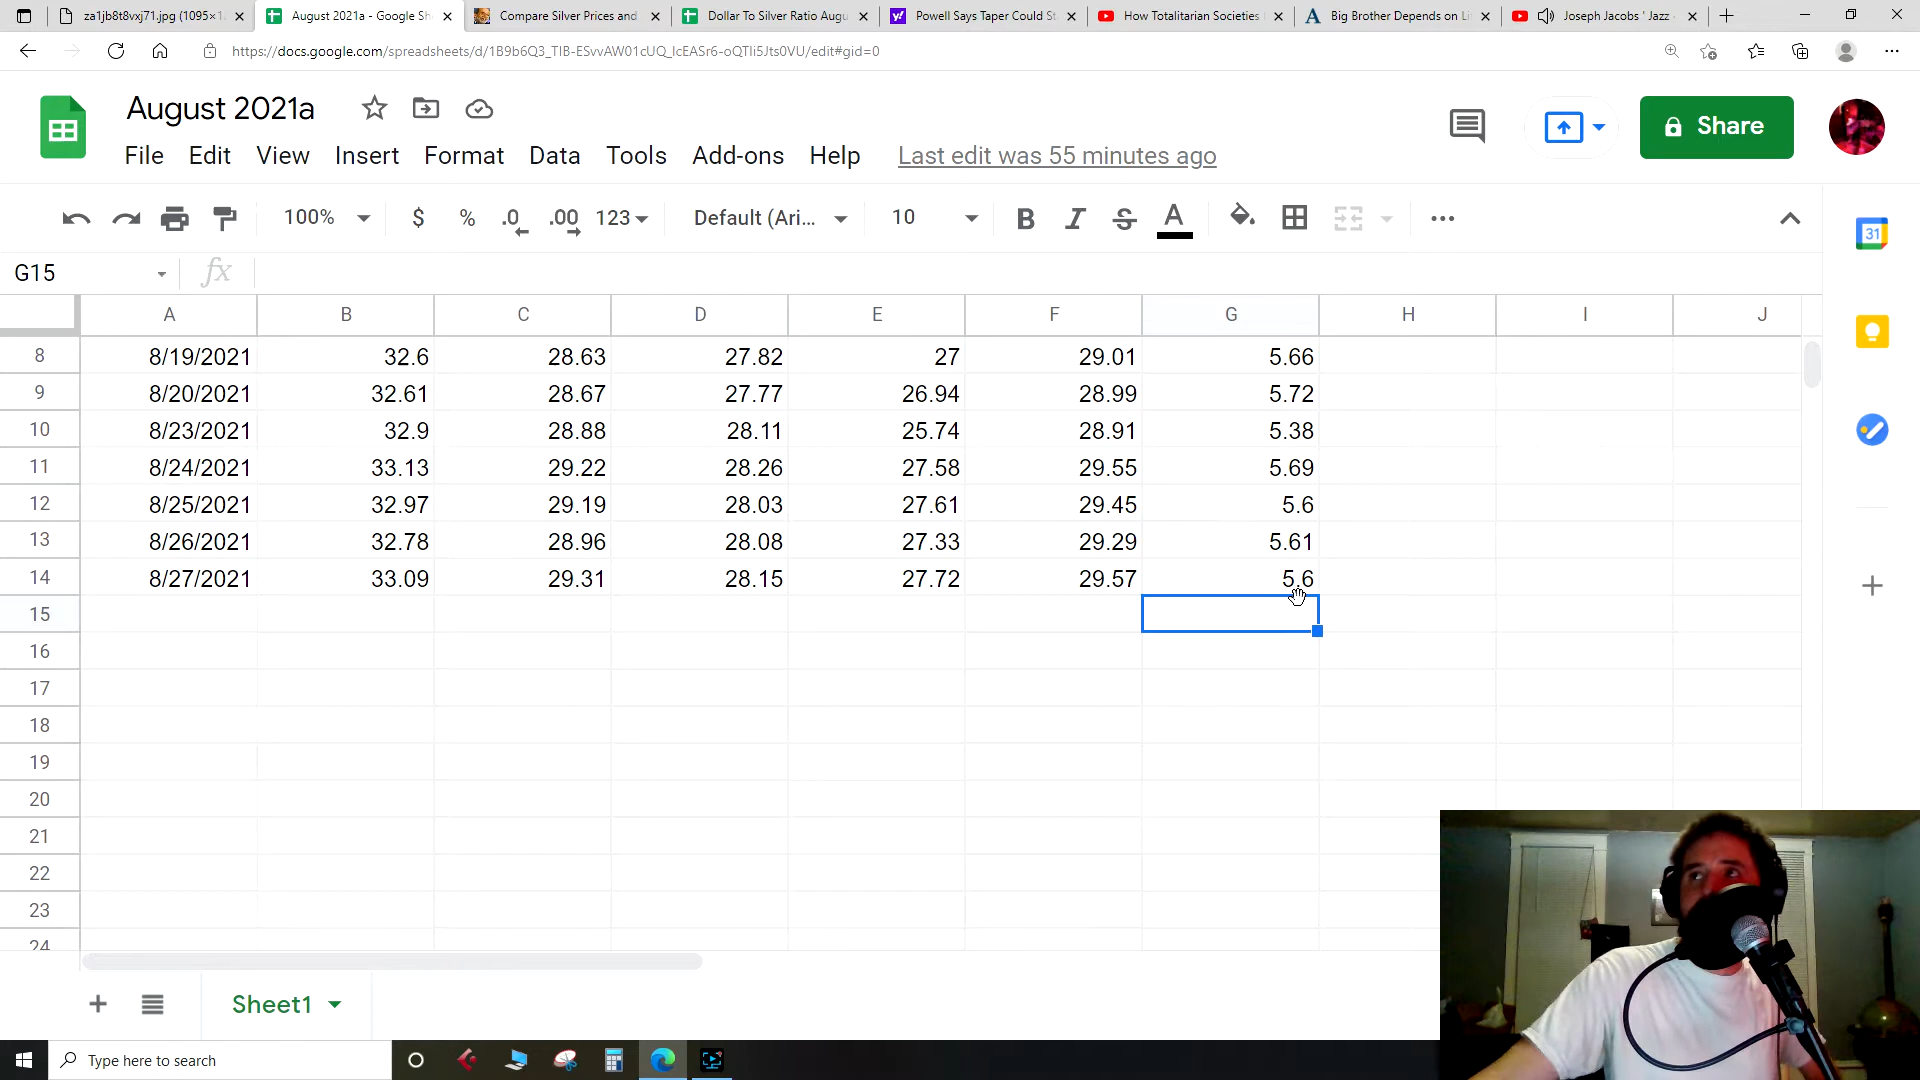 za1jb8t8vxj71.jpg (1095×1
August 2021a - Google Sh
Compare Silver Prices and
Dollar To Silver Ratio Augu
Powell Says Taper Could St
How Totalitarian Societies
Big Brother Depends on Li
Joseph Jacobs ' Jazz
https://docs.google.com/spreadsheets/d/1B9b6Q3_TIB-ESvvAW01cUQ_IcEASr6-oQTli5Jts0VU/edit#gid=0
August 2021a
Share
File Edit View Insert Format Data Tools Add-ons Help Last edit was 55 minutes ago
100% $ % .0 .00 123 Default (Ari... 10 B I S A
31
G15 fx
A B C D E F G H I J
8 8/19/2021 32.6 28.63 27.82 27 29.01 5.66
9 8/20/2021 32.61 28.67 27.77 26.94 28.99 5.72
10 8/23/2021 32.9 28.88 28.11 25.74 28.91 5.38
11 8/24/2021 33.13 29.22 28.26 27.58 29.55 5.69
12 8/25/2021 32.97 29.19 28.03 27.61 29.45 5.6
13 8/26/2021 32.78 28.96 28.08 27.33 29.29 5.61
14 8/27/2021 33.09 29.31 28.15 27.72 29.57 5.6
15
16
17
18
19
20
21
22
23
24
Sheet1
Type here to search